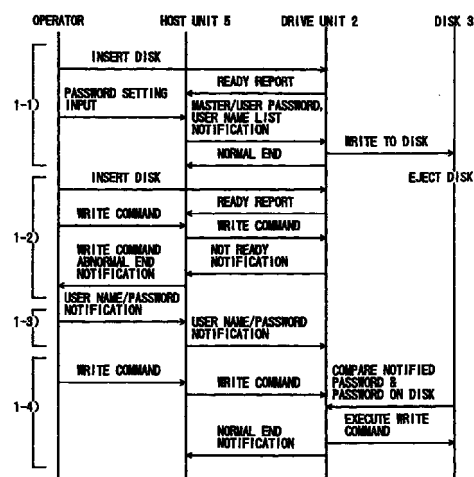 OPERATOR HOST UNIT 5 DRIVE UNIT 2 DISK 3
INSERT DISK
READY REPORT
PASSWORD SETTING
INPUT
1-1)
MASTER/USER PASSWORD,
USER NAME LIST
NOTIFICATION
WRITE TO DISK
NORMAL END
EJECT DISK
INSERT DISK
READY REPORT
WRITE COMMAND
WRITE COMMAND
1-2)
WRITE COMMAND
ABNORMAL END
NOTIFICATION
NOT READY
NOTIFICATION
USER NAME/PASSWORD
NOTIFICATION
1-3)
USER NAME/PASSWORD
NOTIFICATION
WRITE COMMAND
WRITE COMMAND
COMPARE NOTIFIED
PASSWORD &
PASSWORD ON DISK
1-4)
EXECUTE WRITE
COMMAND
NORMAL END
NOTIFICATION